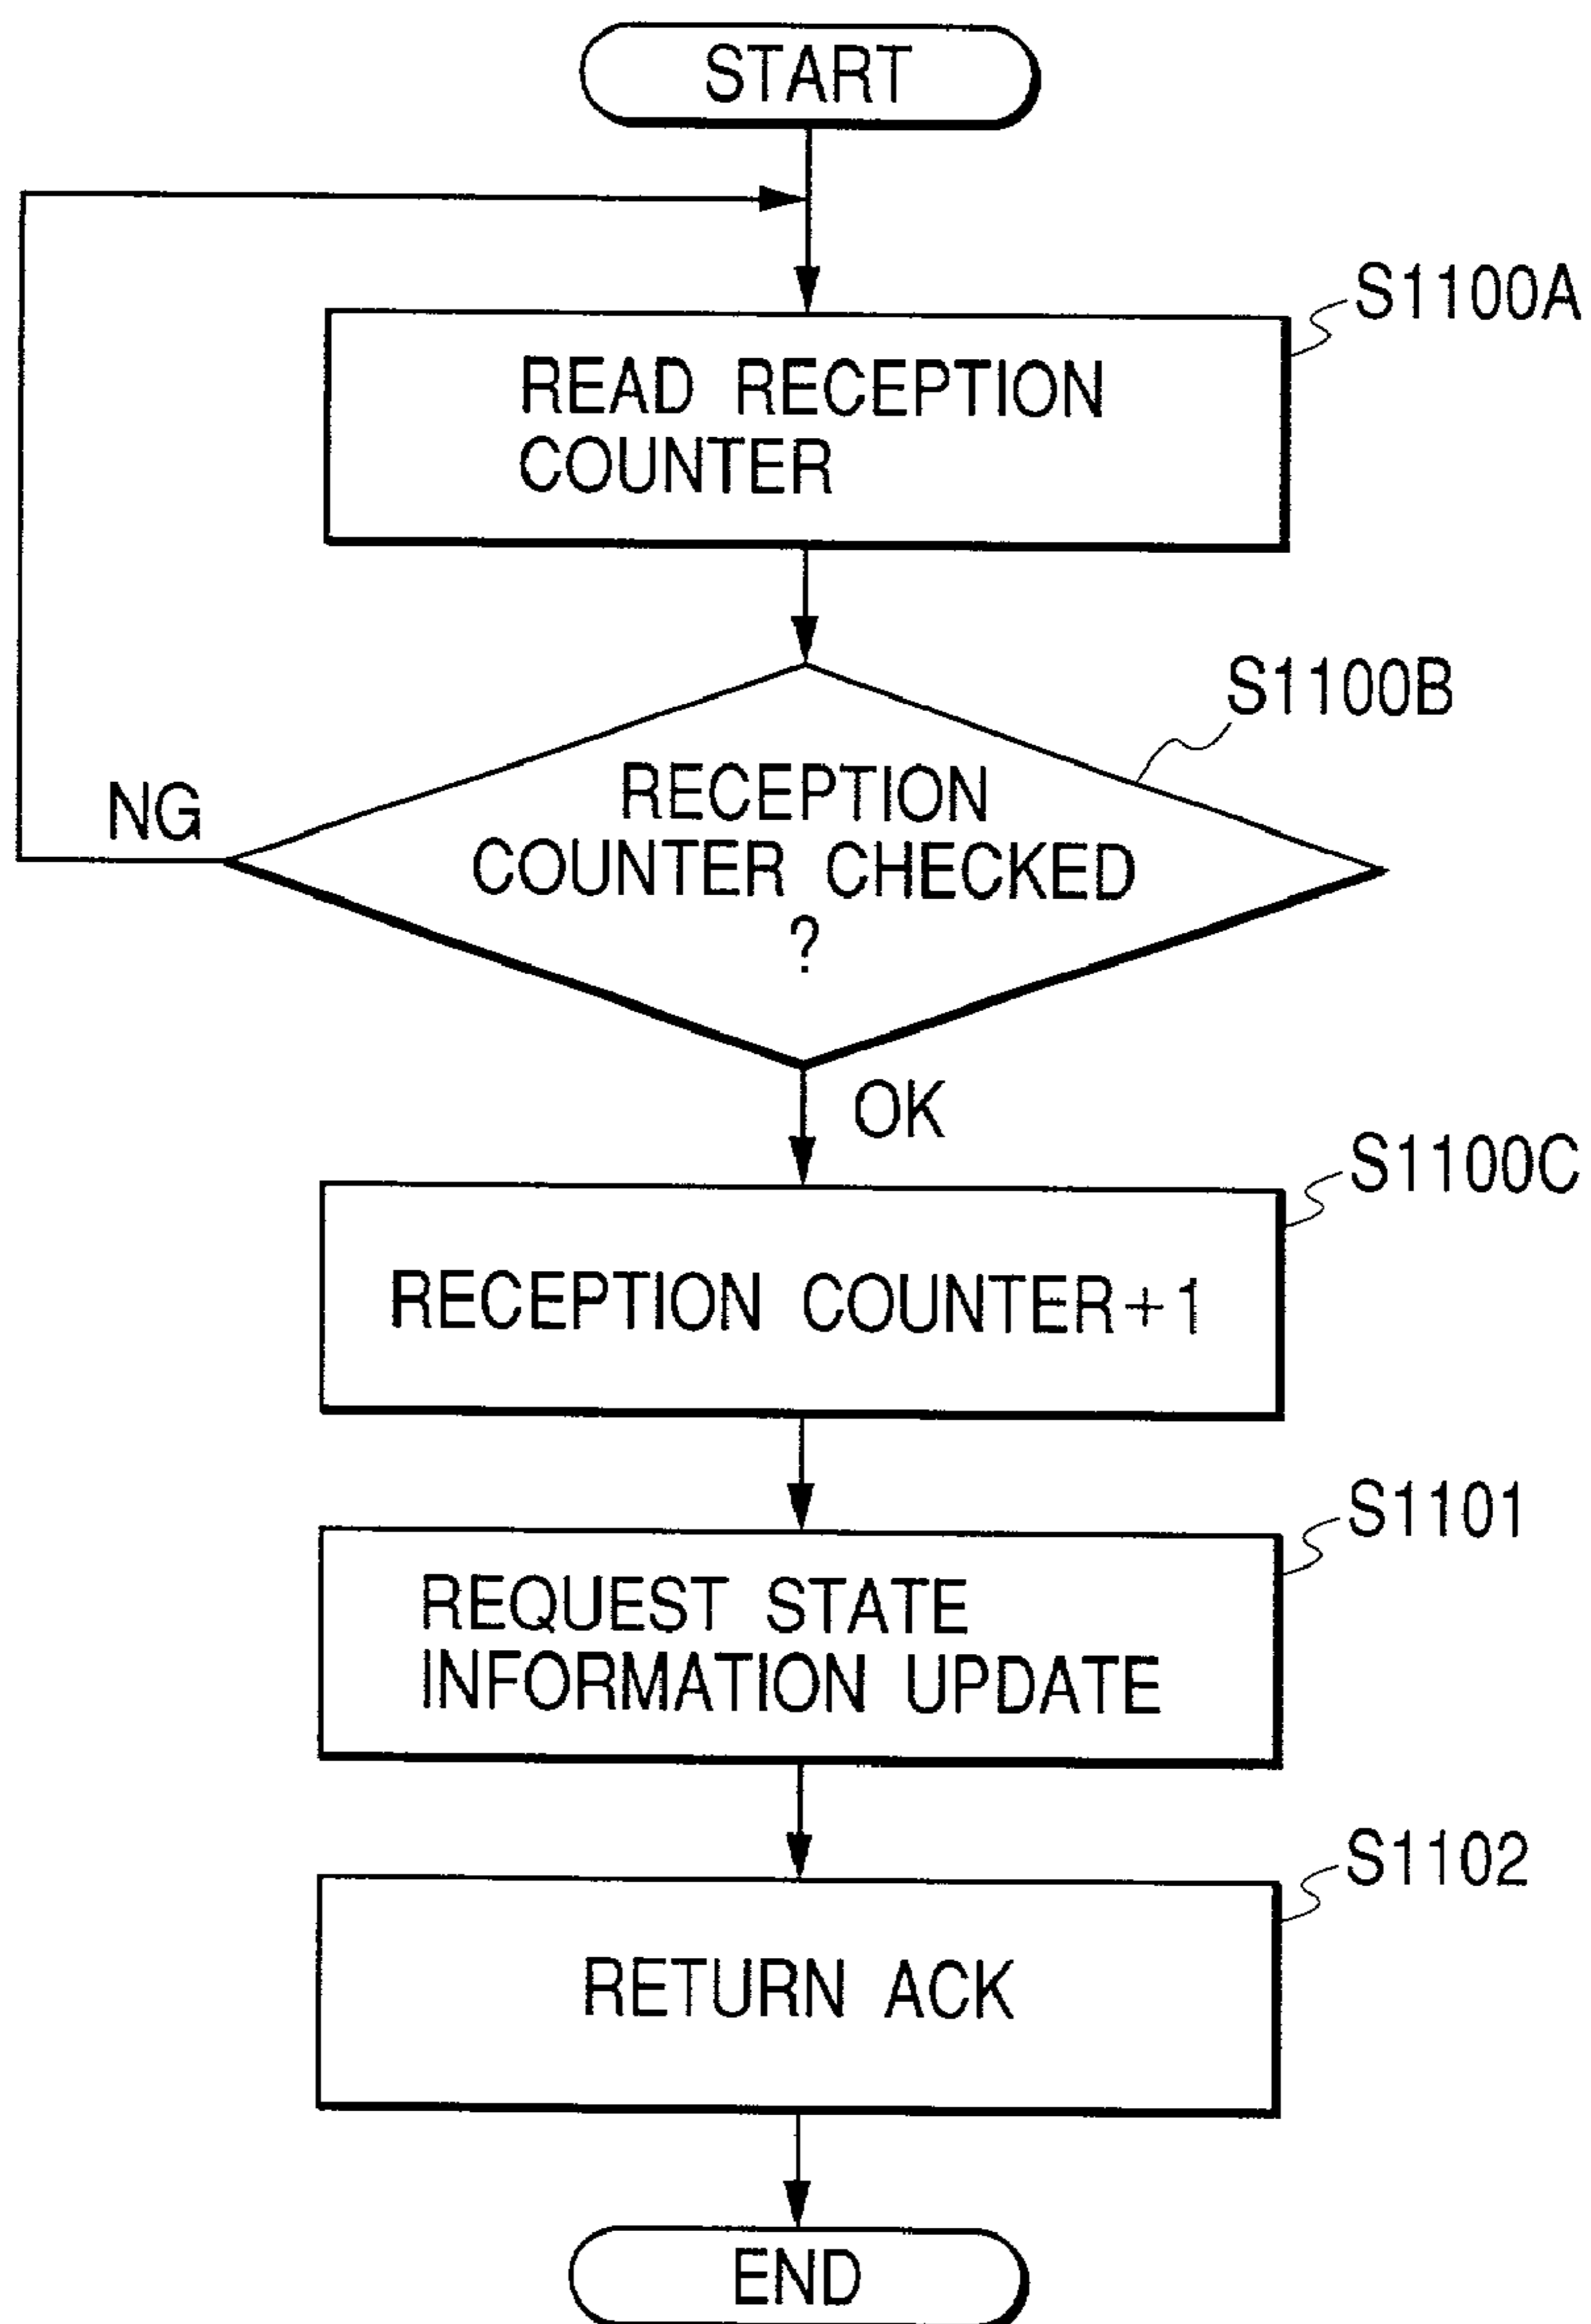 START
S1100A
READ RECEPTION
COUNTER
S1100B
NG
RECEPTION
COUNTER CHECKED
?
OK
S1100C
RECEPTION COUNTER+1
S1101
REQUEST STATE
INFORMATION UPDATE
S1102
RETURN ACK
END